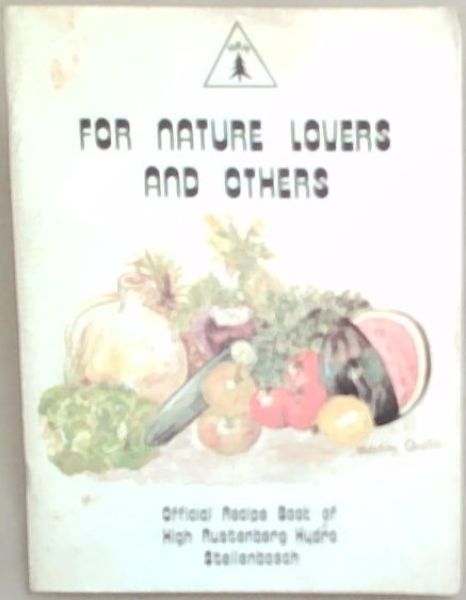 FOR NATURE LOVERS
AND OTHERS
Official Recipe Book of
High Rustenberg Hydro
Stellenbosch